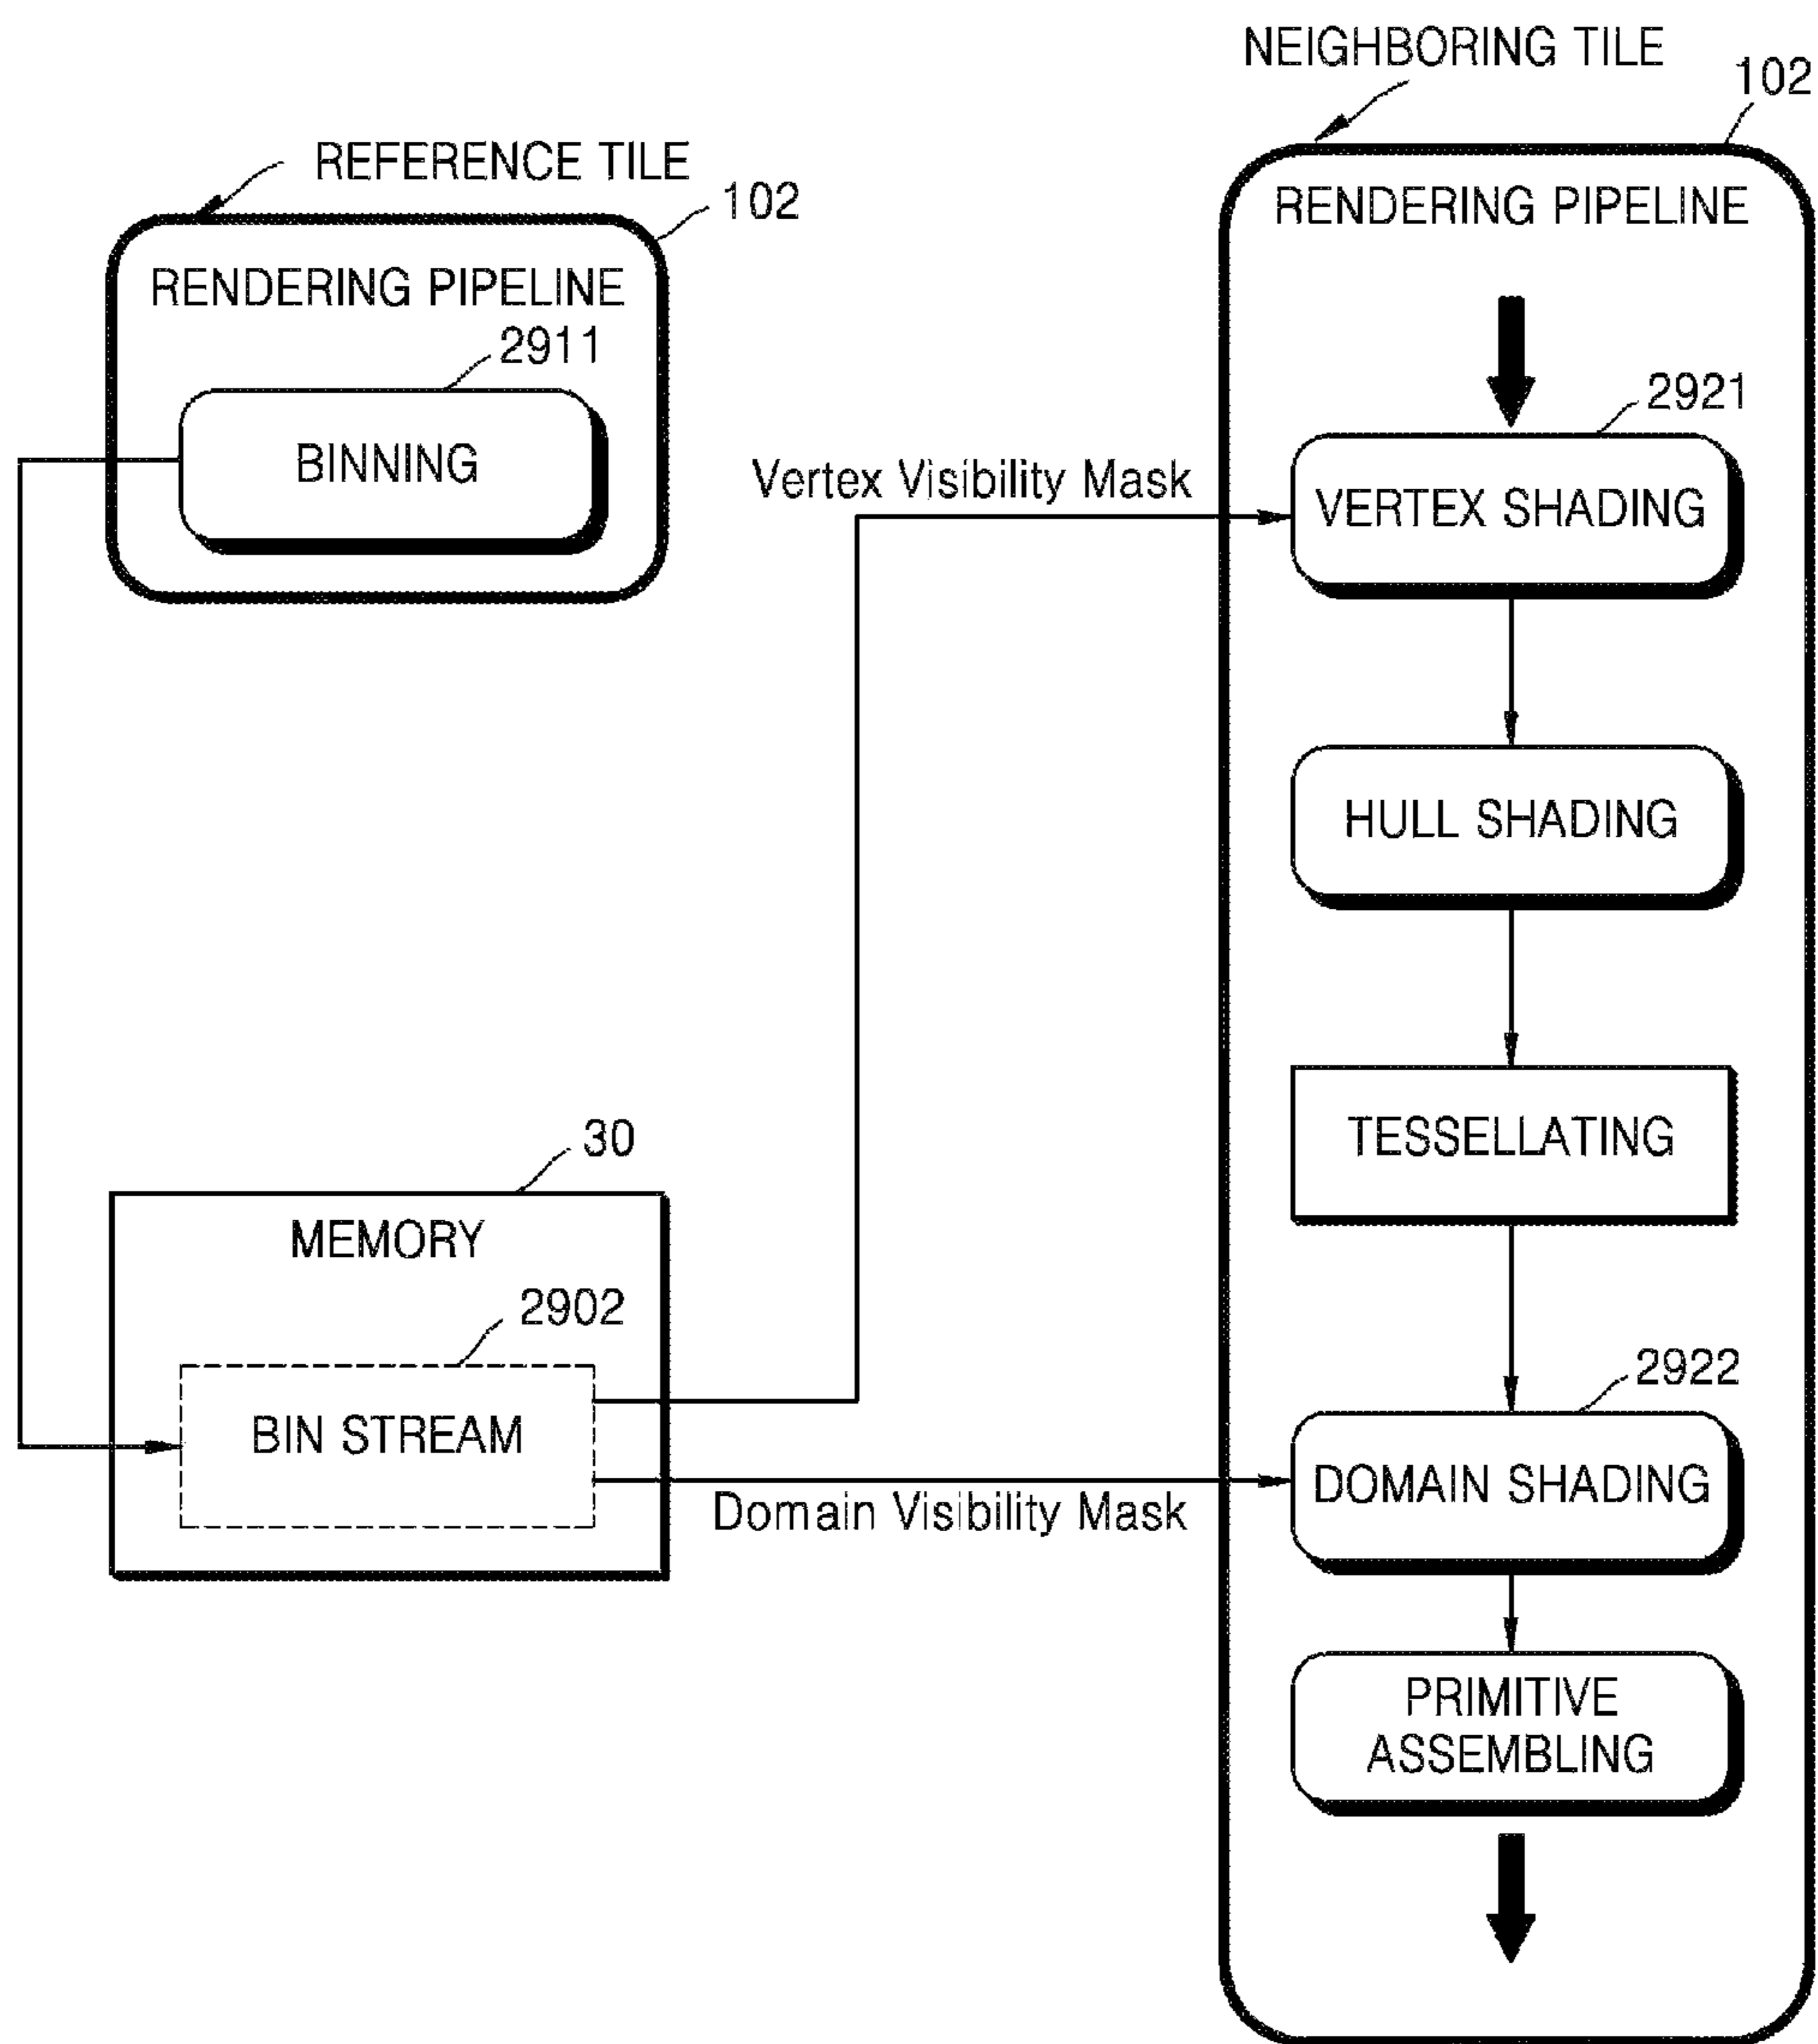 NEIGHBORING TILE
102
REFERENCE TILE
102
RENDERING PIPELINE
RENDERING PIPELINE
2911
BINNING
2921
Vertex Visibility Mask
VERTEX SHADING
HULL SHADING
TESSELLATING
30
MEMORY
2902
BIN STREAM
2922
DOMAIN SHADING
Domain Visibility Mask
PRIMITIVE
ASSEMBLING